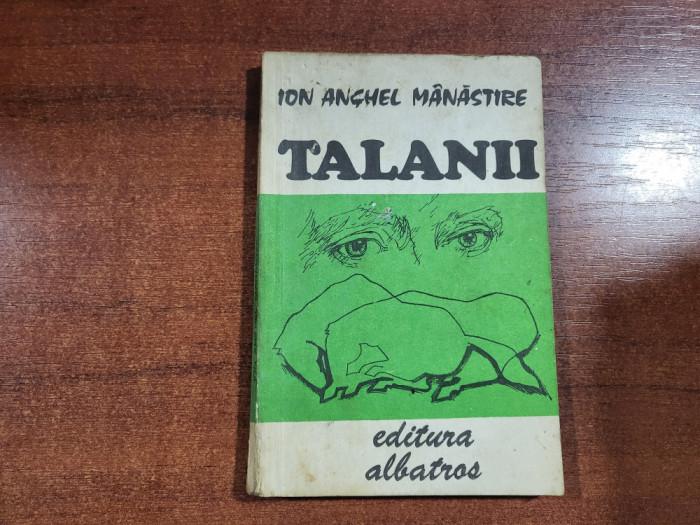 ION ANGHEL MÂNĂSTIRE
TALANII
editura
albatros